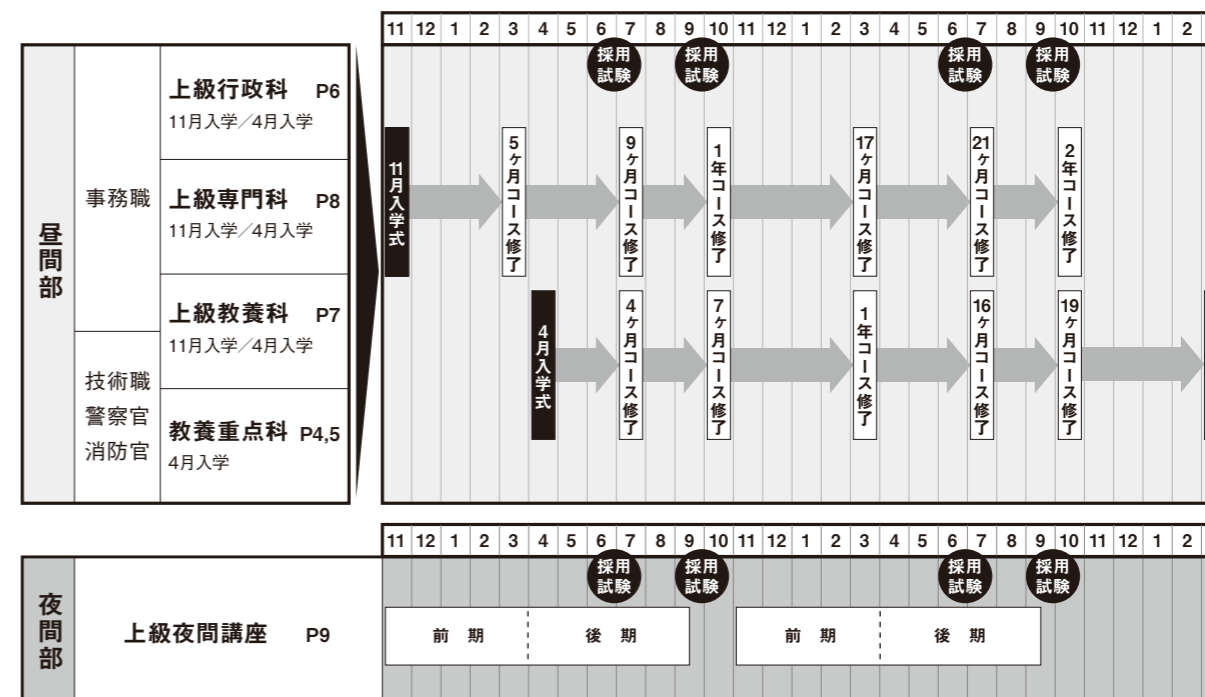 11 12 1 2 3 4 5 6 7 8 9 10 11 12 1 2 3 4 5 6 7 8 9 10 11 12 1 2
採用
試験
採用
試験
採用
試験
採用
試験
昼間部
事務職
技術職
警察官
消防官
上級行政科 P6
11月入学／4月入学
上級専門科 P8
11月入学／4月入学
上級教養科 P7
11月入学／4月入学
教養重点科 P4,5
4月入学
11月入学式
5ヶ月コース修了
9ヶ月コース修了
1年コース修了
17ヶ月コース修了
21ヶ月コース修了
2年コース修了
4月入学式
4ヶ月コース修了
7ヶ月コース修了
1年コース修了
16ヶ月コース修了
19ヶ月コース修了
11 12 1 2 3 4 5 6 7 8 9 10 11 12 1 2 3 4 5 6 7 8 9 10 11 12 1 2
採用
試験
採用
試験
採用
試験
採用
試験
夜間部
上級夜間講座 P9
前 期 後 期 前 期 後 期